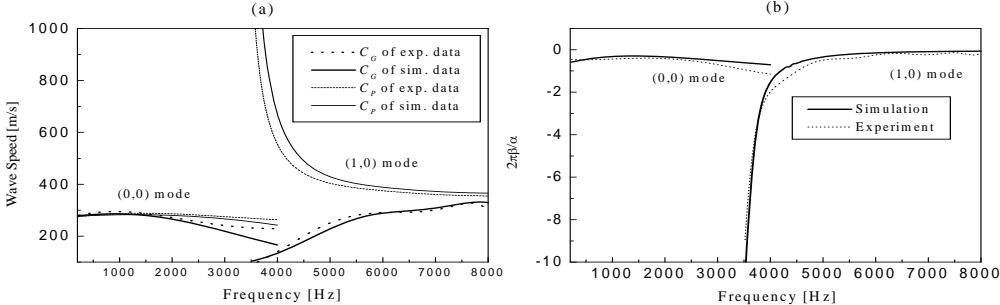 (a)
1000
800
600
400
200
Wave Speed [m/s]
C_G of exp. data
C_G of sim. data
C_P of exp. data
C_P of sim. data
(1,0) mode
(0,0) mode
1000 2000 3000 4000 5000 6000 7000 8000
Frequency [Hz]
(b)
0
-2
-4
-6
-8
-10
2πβ/α
(0,0) mode
(1,0) mode
Simulation
Experiment
1000 2000 3000 4000 5000 6000 7000 8000
Frequency [Hz]